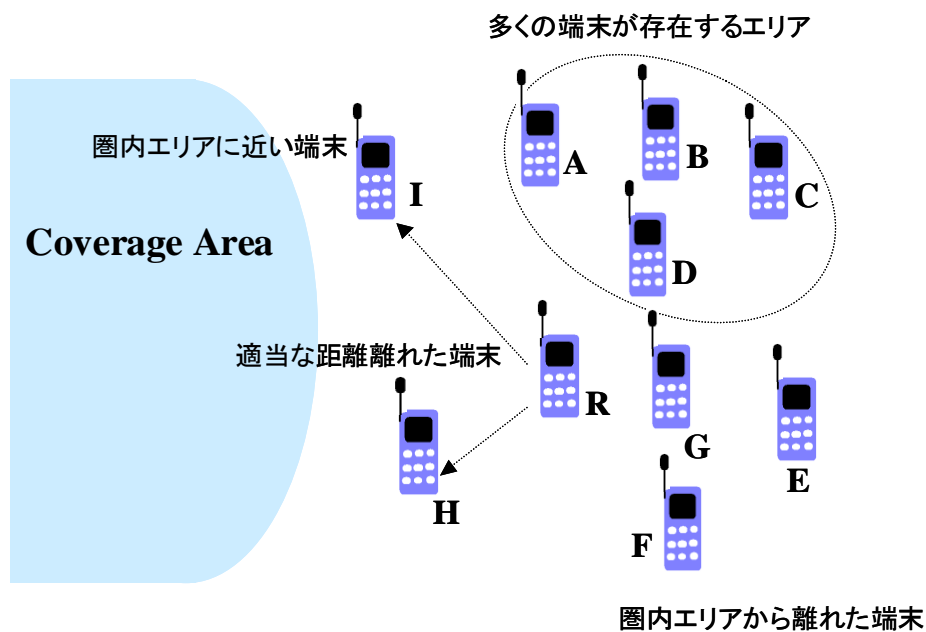 多くの端末が存在するエリア
圏内エリアに近い端末
A
B
C
I
D
Coverage Area
適当な距離離れた端末
R
G
E
H
F
圏内エリアから離れた端末